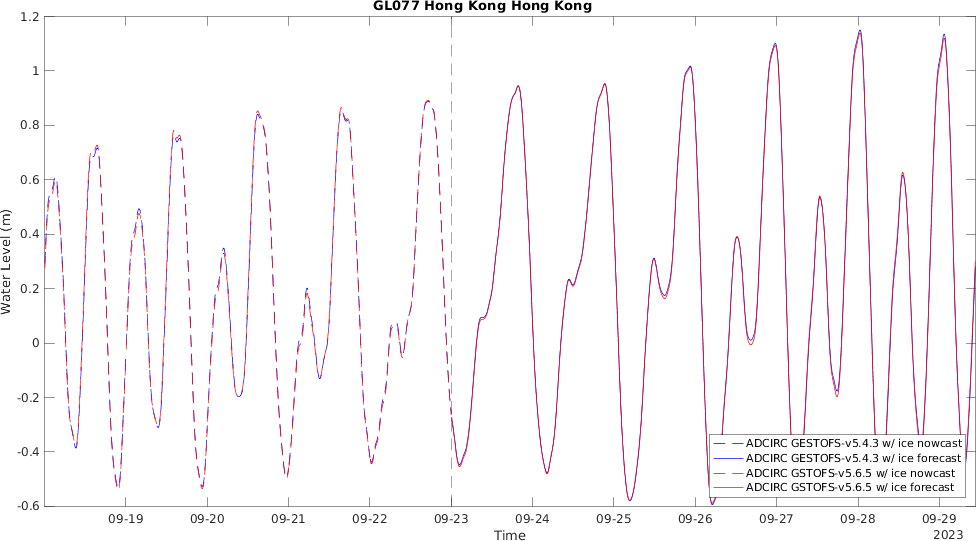 GL077 Hong Kong Hong Kong
Water Level (m)
1.2
1
0.8
0.6
0.4
0.2
0
-0.2
-0.4
-0.6
ADCIRC GESTOFS-v5.4.3 w/ ice nowcast
ADCIRC GESTOFS-v5.4.3 w/ ice forecast
ADCIRC GSTOFS-v5.6.5 w/ ice nowcast
ADCIRC GSTOFS-v5.6.5 w/ ice forecast
09-19 09-20 09-21 09-22 09-23 09-24 09-25 09-26 09-27 09-28 09-29
Time
2023